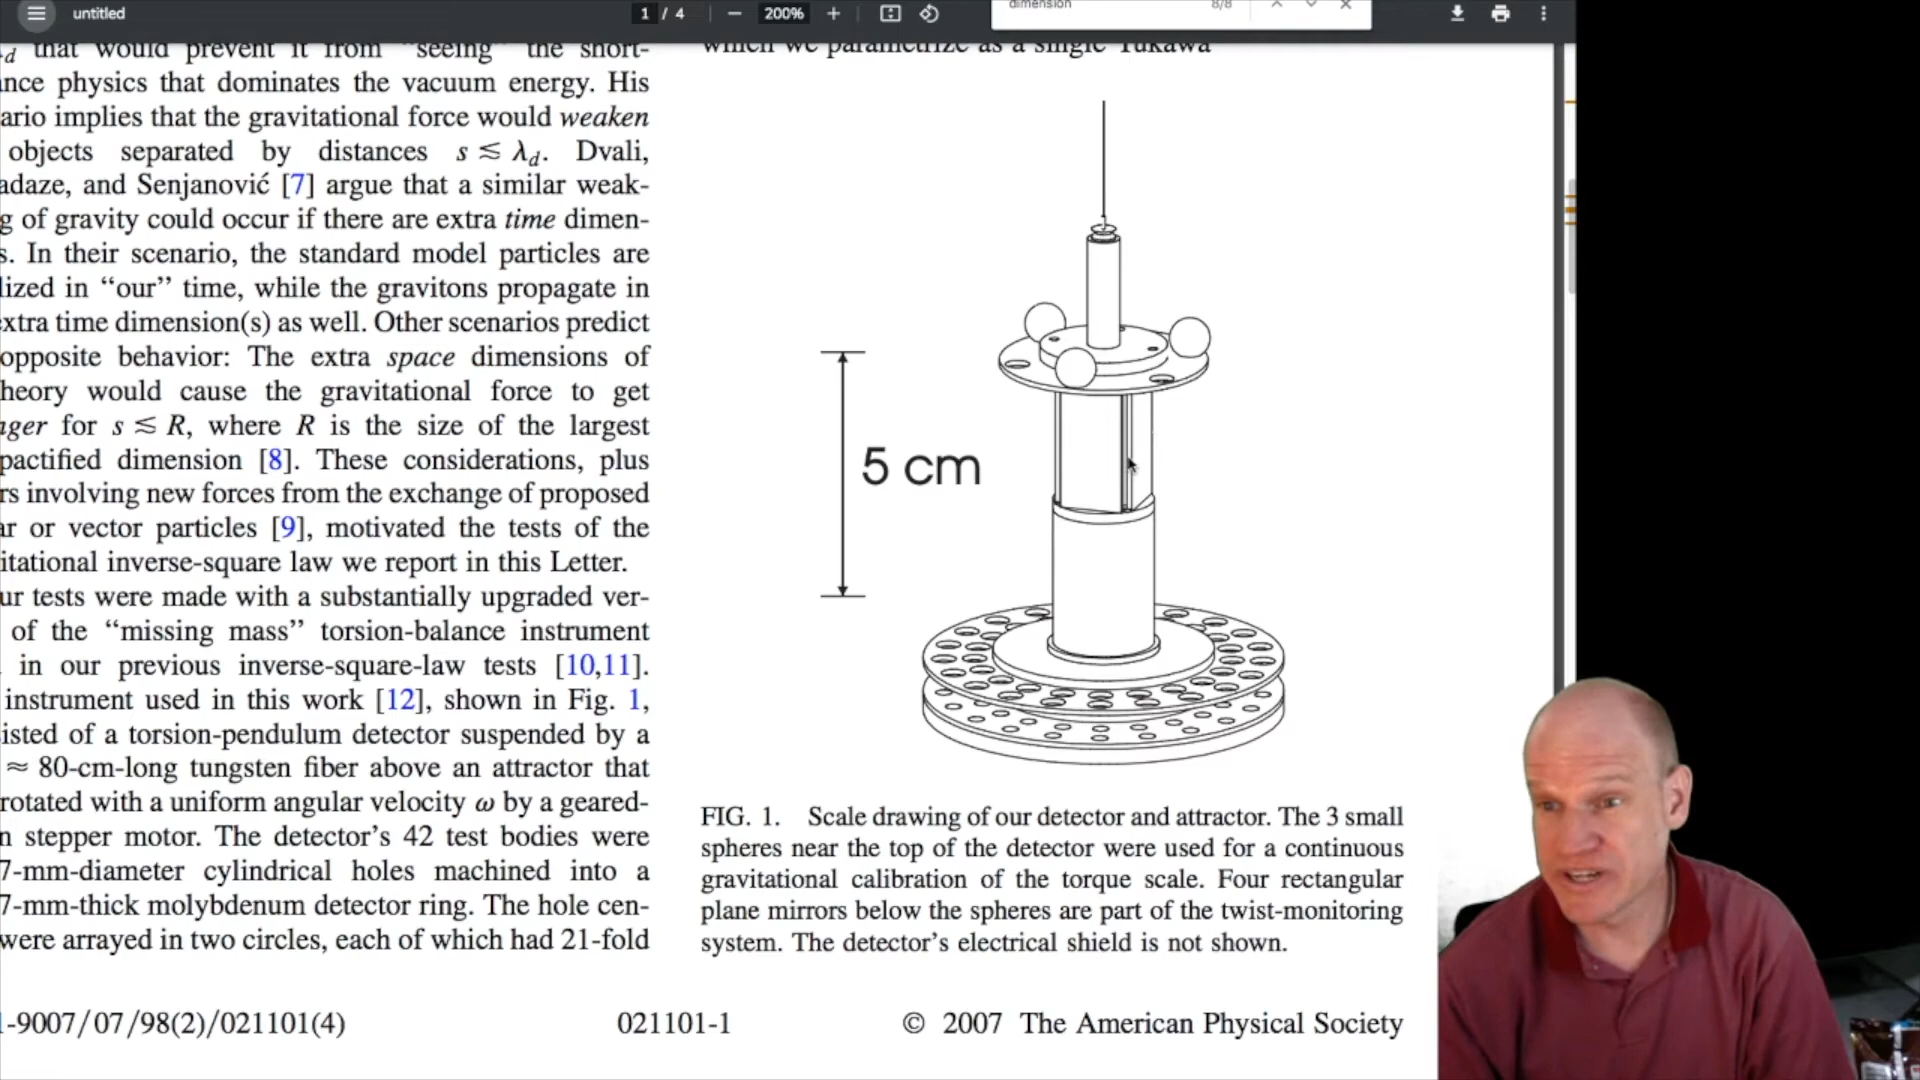 untitled
1 / 4
200%
dimension
8/8
d that would prevent it from "seeing" the short-
nce physics that dominates the vacuum energy. His
ario implies that the gravitational force would weaken
objects separated by distances s ≲ λd. Dvali,
adaze, and Senjanović [7] argue that a similar weak-
g of gravity could occur if there are extra time dimen-
s. In their scenario, the standard model particles are
lized in ‘‘our’’ time, while the gravitons propagate in
xtra time dimension(s) as well. Other scenarios predict
opposite behavior: The extra space dimensions of
heory would cause the gravitational force to get
nger for s ≲ R, where R is the size of the largest
pactified dimension [8]. These considerations, plus
rs involving new forces from the exchange of proposed
ar or vector particles [9], motivated the tests of the
itational inverse-square law we report in this Letter.
ur tests were made with a substantially upgraded ver-
of the ‘‘missing mass’’ torsion-balance instrument
in our previous inverse-square-law tests [10,11].
instrument used in this work [12], shown in Fig. 1,
isted of a torsion-pendulum detector suspended by a
≈ 80-cm-long tungsten fiber above an attractor that
rotated with a uniform angular velocity ω by a geared-
n stepper motor. The detector's 42 test bodies were
7-mm-diameter cylindrical holes machined into a
7-mm-thick molybdenum detector ring. The hole cen-
were arrayed in two circles, each of which had 21-fold
which we parametrize as a single Yukawa
5 cm
FIG. 1. Scale drawing of our detector and attractor. The 3 small
spheres near the top of the detector were used for a continuous
gravitational calibration of the torque scale. Four rectangular
plane mirrors below the spheres are part of the twist-monitoring
system. The detector's electrical shield is not shown.
-9007/07/98(2)/021101(4)
021101-1
© 2007 The American Physical Society